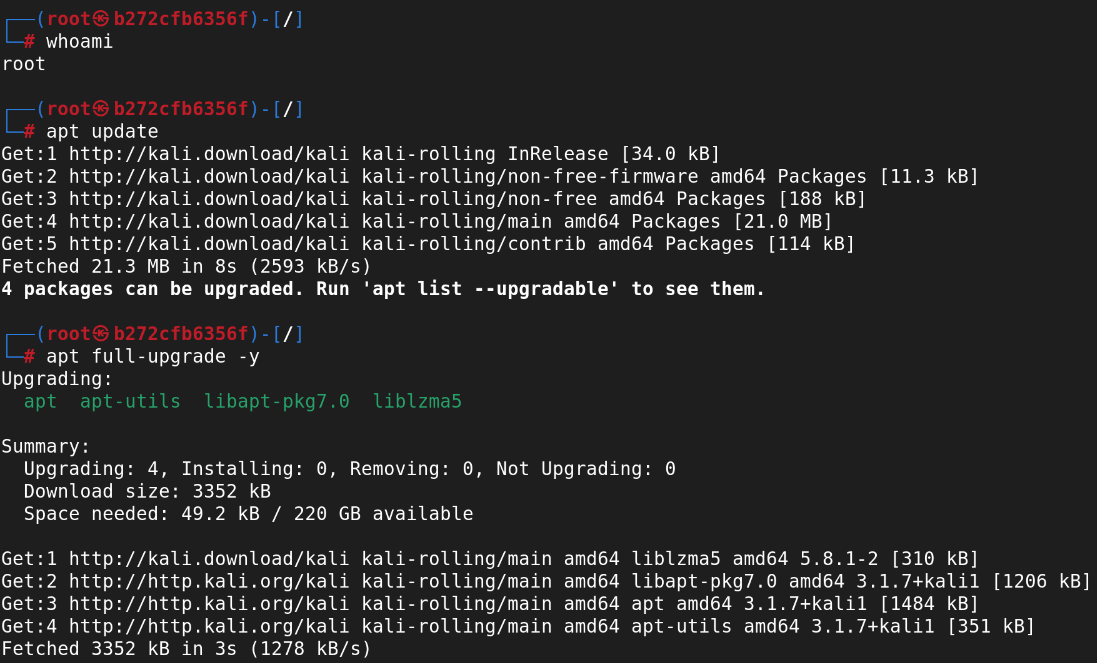 ┌──(root㉿b272cfb6356f)-[/]
└─# whoami
root
┌──(root㉿b272cfb6356f)-[/]
└─# apt update
Get:1 http://kali.download/kali kali-rolling InRelease [34.0 kB]
Get:2 http://kali.download/kali kali-rolling/non-free-firmware amd64 Packages [11.3 kB]
Get:3 http://kali.download/kali kali-rolling/non-free amd64 Packages [188 kB]
Get:4 http://kali.download/kali kali-rolling/main amd64 Packages [21.0 MB]
Get:5 http://kali.download/kali kali-rolling/contrib amd64 Packages [114 kB]
Fetched 21.3 MB in 8s (2593 kB/s)
4 packages can be upgraded. Run 'apt list --upgradable' to see them.
┌──(root㉿b272cfb6356f)-[/]
└─# apt full-upgrade -y
Upgrading:
  apt  apt-utils  libapt-pkg7.0  liblzma5
Summary:
  Upgrading: 4, Installing: 0, Removing: 0, Not Upgrading: 0
  Download size: 3352 kB
  Space needed: 49.2 kB / 220 GB available
Get:1 http://kali.download/kali kali-rolling/main amd64 liblzma5 amd64 5.8.1-2 [310 kB]
Get:2 http://http.kali.org/kali kali-rolling/main amd64 libapt-pkg7.0 amd64 3.1.7+kali1 [1206 kB]
Get:3 http://http.kali.org/kali kali-rolling/main amd64 apt amd64 3.1.7+kali1 [1484 kB]
Get:4 http://http.kali.org/kali kali-rolling/main amd64 apt-utils amd64 3.1.7+kali1 [351 kB]
Fetched 3352 kB in 3s (1278 kB/s)